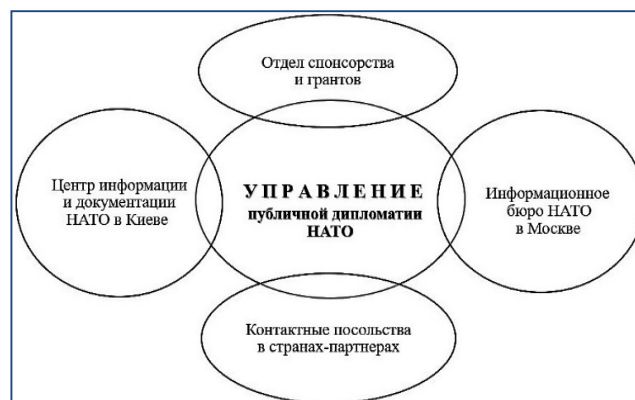 Отдел спонсорства
и грантов
Центр информации
и документации
НАТО в Киеве
УПРАВЛЕНИЕ
публичной дипломатии
НАТО
Информационное
бюро НАТО
в Москве
Контактные посольства
в странах-партнерах